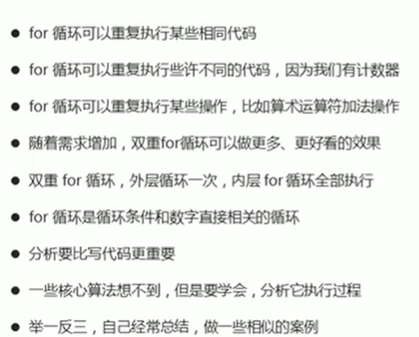 ● for 循环可以重复执行某些相同代码
● for 循环可以重复执行些许不同的代码，因为我们有计数器
● for 循环可以重复执行某些操作，比如算术运算符加法操作
● 随着需求增加，双重for循环可以做更多、更好看的效果
● 双重 for 循环，外层循环一次，内层 for 循环全部执行
● for 循环是循环条件和数字直接相关的循环
● 分析要比写代码更重要
● 一些核心算法想不到，但是要学会，分析它执行过程
● 举一反三，自己经常总结，做一些相似的案例